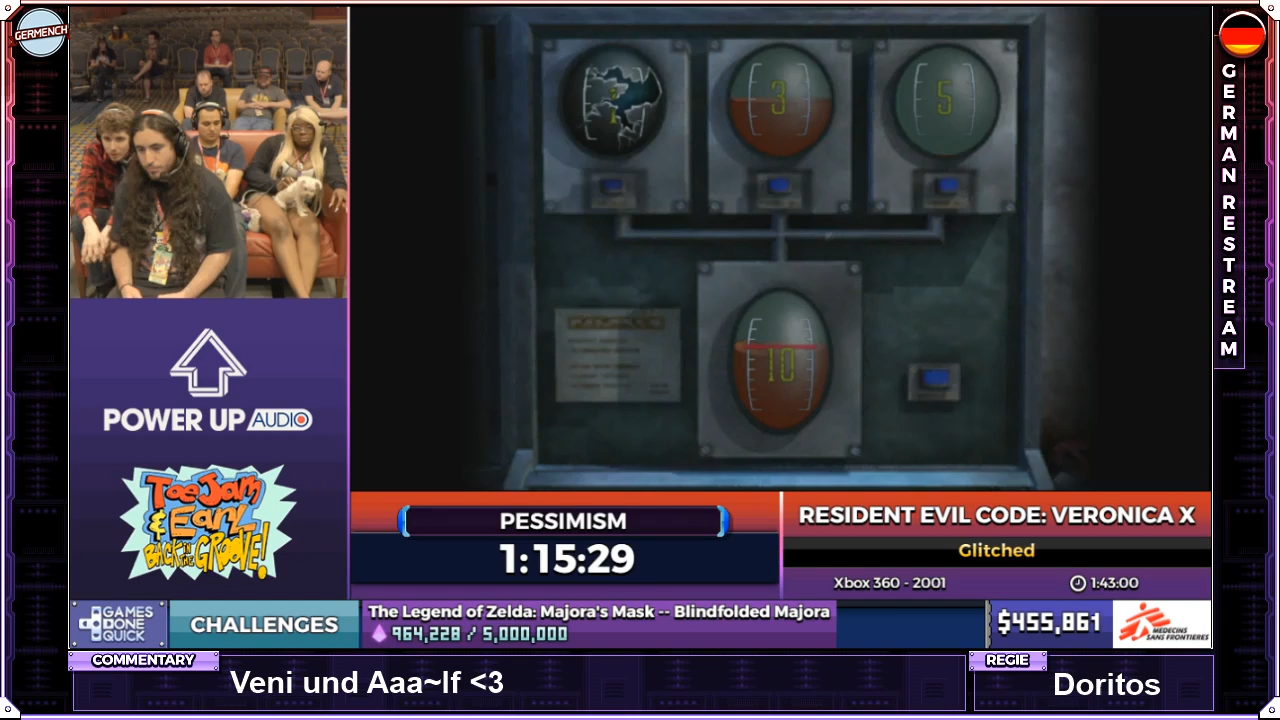 GERMENCH
3
5
10
GERMAN RESTREAM
POWER UP AUDIO
ToeJam
& Earl
BACK IN THE GROOVE!
PESSIMISM
1:15:29
RESIDENT EVIL CODE: VERONICA X
Glitched
Xbox 360 - 2001
1:43:00
GAMES
DONE
QUICK
CHALLENGES
The Legend of Zelda: Majora's Mask -- Blindfolded Majora
964,228 / 5,000,000
$455,861
MEDECINS
SANS FRONTIERES
COMMENTARY
Veni und Aaa~lf <3
REGIE
Doritos